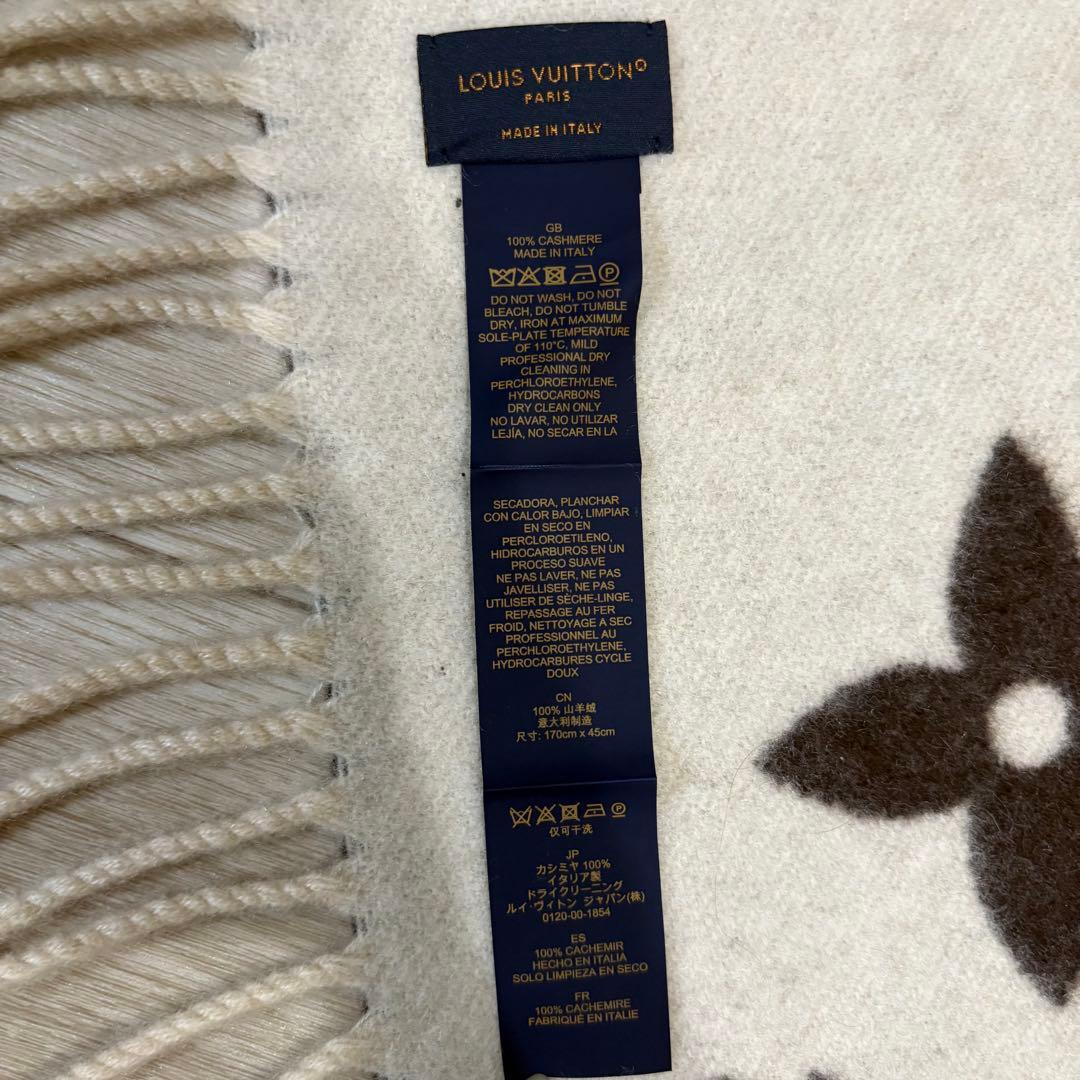 LOUIS VUITTON®
PARIS
MADE IN ITALY
GB
100% CASHMERE
MADE IN ITALY
DO NOT WASH, DO NOT
BLEACH, DO NOT TUMBLE
DRY, IRON AT MAXIMUM
SOLE-PLATE TEMPERATURE
OF 110°C, MILD
PROFESSIONAL DRY
CLEANING IN
PERCHLOROETHYLENE,
HYDROCARBONS
DRY CLEAN ONLY
NO LAVAR, NO UTILIZAR
LEJÍA, NO SECAR EN LA
SECADORA, PLANCHAR
CON CALOR BAJO, LIMPIAR
EN SECO EN
PERCLOROETILENO,
HIDROCARBUROS EN UN
PROCESO SUAVE
NE PAS LAVER, NE PAS
JAVELLISER, NE PAS
UTILISER DE SÈCHE-LINGE,
REPASSAGE AU FER
FROID, NETTOYAGE A SEC
PROFESSIONNEL AU
PERCHLOROETHYLENE,
HYDROCARBURES CYCLE
DOUX
CN
100% 山羊绒
意大利制造
尺寸: 170cm x 45cm
仅可干洗
JP
カシミヤ 100%
イタリア製
ドライクリーニング
ルイ・ヴィトン ジャパン(株)
0120-00-1854
ES
100% CACHEMIR
HECHO EN ITALIA
SOLO LIMPIEZA EN SECO
FR
100% CACHEMIRE
FABRIQUÉ EN ITALIE